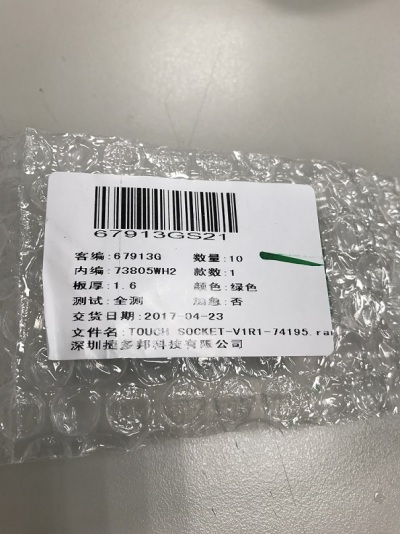 67913GS21
客编:67913G 数量:10
内编:73805WH2 款数:1
板厚:1.6 颜色:绿色
测试:全测 加急:否
交货日期:2017-04-23
文件名:TOUCH SOCKET-V1R1-74195.rar
深圳捷多邦科技有限公司